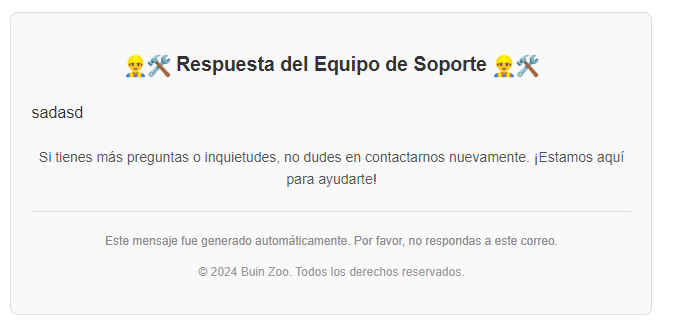 👷🛠️ Respuesta del Equipo de Soporte 👷🛠️
sadasd
Si tienes más preguntas o inquietudes, no dudes en contactarnos nuevamente. ¡Estamos aquí
para ayudarte!
Este mensaje fue generado automáticamente. Por favor, no respondas a este correo.
© 2024 Buin Zoo. Todos los derechos reservados.